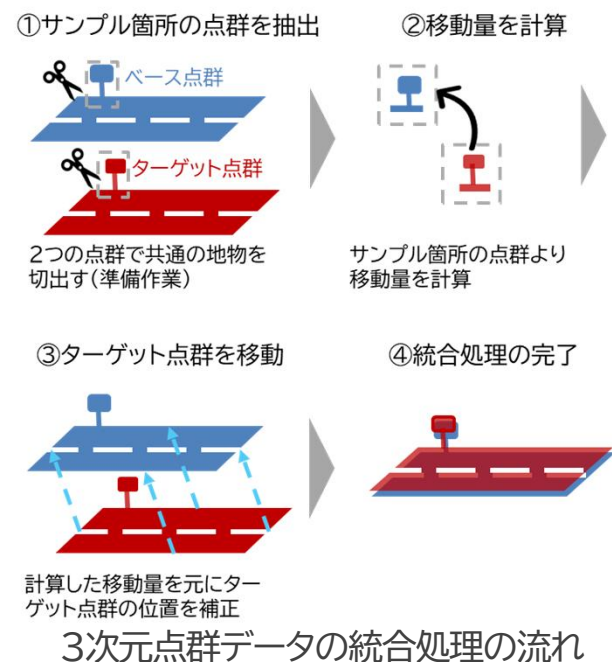 ①サンプル箇所の点群を抽出
ベース点群
ターゲット点群
2つの点群で共通の地物を
切出す(準備作業)
②移動量を計算
サンプル箇所の点群より
移動量を計算
③ターゲット点群を移動
計算した移動量を元にター
ゲット点群の位置を補正
④統合処理の完了
3次元点群データの統合処理の流れ